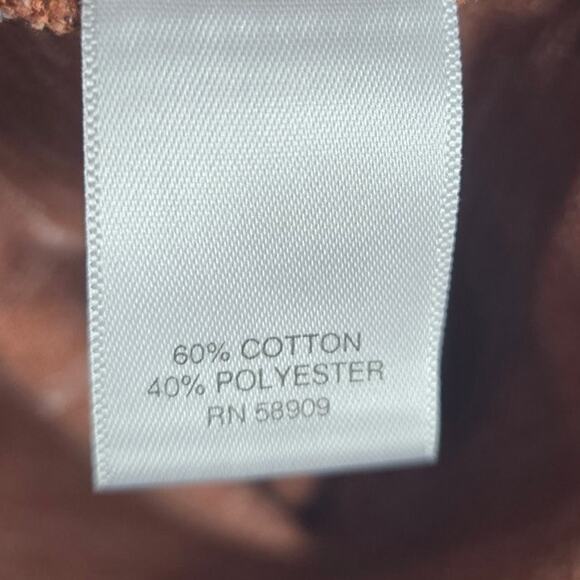 60% COTTON
40% POLYESTER
RN 58909